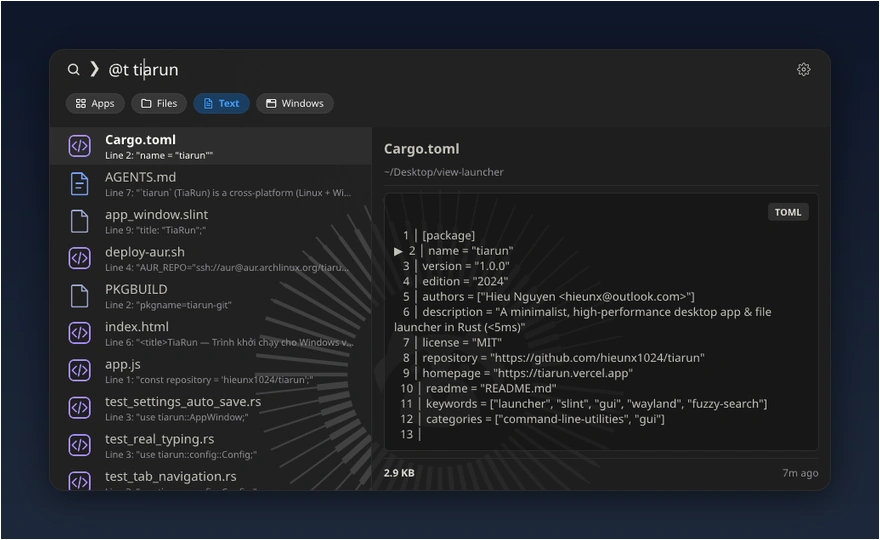 ❯ @t tiarun
Apps Files Text Windows
Cargo.toml
Line 2: "name = "tiarun""
AGENTS.md
Line 7: "`tiarun` (TiaRun) is a cross-platform (Linux + Wi...
app_window.slint
Line 9: "title: "TiaRun";"
deploy-aur.sh
Line 4: "AUR_REPO="ssh://aur@aur.archlinux.org/tiaru...
PKGBUILD
Line 2: "pkgname=tiarun-git"
index.html
Line 6: "<title>TiaRun — Trình khởi chạy cho Windows v...
app.js
Line 1: "const repository = 'hieunx1024/tiarun';"
test_settings_auto_save.rs
Line 3: "use tiarun::AppWindow;"
test_real_typing.rs
Line 3: "use tiarun::config::Config;"
test_tab_navigation.rs
Cargo.toml
~/Desktop/view-launcher
TOML
1 | [package]
▶ 2 | name = "tiarun"
3 | version = "1.0.0"
4 | edition = "2024"
5 | authors = ["Hieu Nguyen <hieunx@outlook.com>"]
6 | description = "A minimalist, high-performance desktop app & file
launcher in Rust (<5ms)"
7 | license = "MIT"
8 | repository = "https://github.com/hieunx1024/tiarun"
9 | homepage = "https://tiarun.vercel.app"
10 | readme = "README.md"
11 | keywords = ["launcher", "slint", "gui", "wayland", "fuzzy-search"]
12 | categories = ["command-line-utilities", "gui"]
13 |
2.9 KB
7m ago